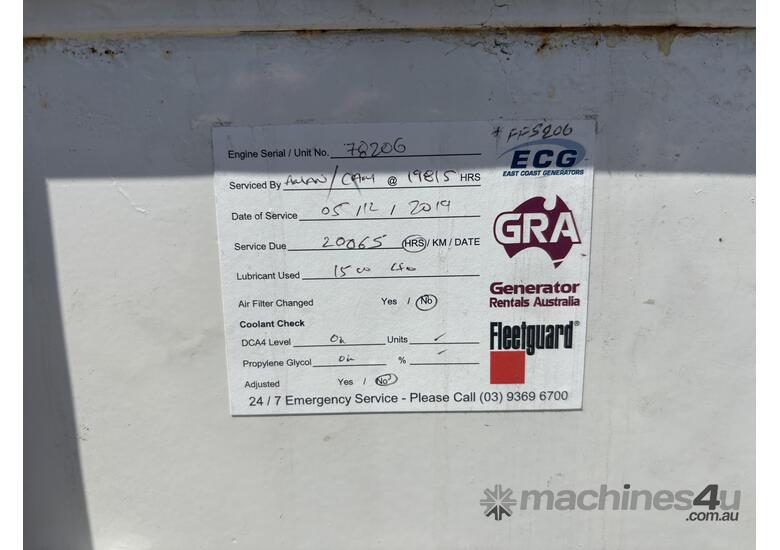 * FFS206
Engine Serial / Unit No. 78206
ECG
EAST COAST GENERATORS
Serviced By / CAM @ 19815 HRS
Date of Service 05/12/2019
GRA
Service Due 20065 HRS / KM / DATE
Lubricant Used 15
Generator
Rentals Australia
Air Filter Changed Yes / No
Coolant Check
Fleetguard®
DCA4 Level Ok Units ✓
Propylene Glycol Ok % ✓
Adjusted Yes / No
24 / 7 Emergency Service - Please Call (03) 9369 6700
machines4u
.com.au